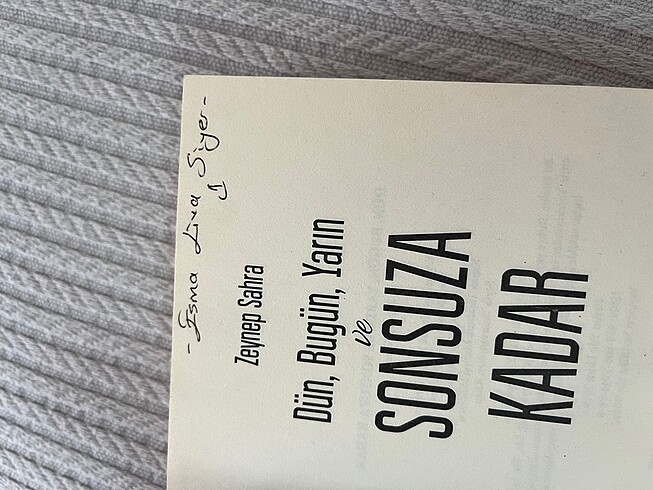 Zeynep Sahra
Dün, Bugün, Yarın
ve
SONSUZA
KADAR